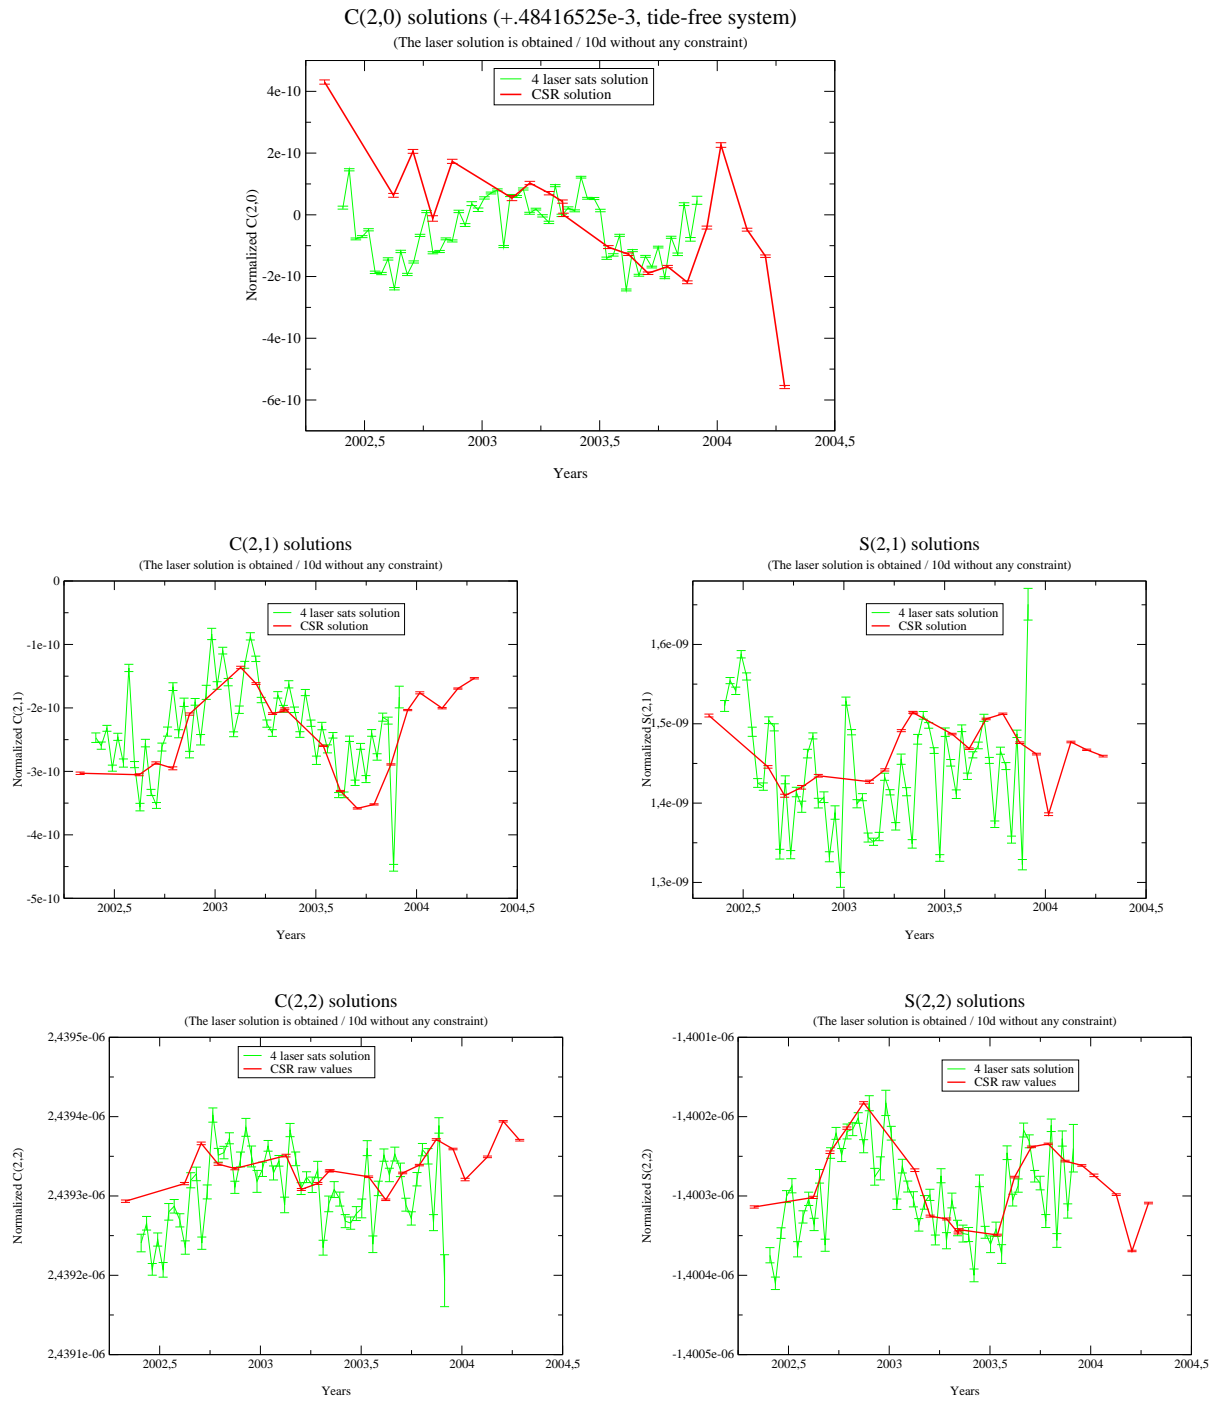 C(2,0) solutions (+.48416525e-3, tide-free system)
(The laser solution is obtained / 10d without any constraint)
4 laser sats solution
CSR solution
4e-10
2e-10
0
-2e-10
-4e-10
-6e-10
Normalized C(2,0)
2002,5
2003
2003,5
2004
2004,5
Years
C(2,1) solutions
(The laser solution is obtained / 10d without any constraint)
4 laser sats solution
CSR solution
0
-1e-10
-2e-10
-3e-10
-4e-10
-5e-10
Normalized C(2,1)
2002,5
2003
2003,5
2004
2004,5
Years
S(2,1) solutions
(The laser solution is obtained / 10d without any constraint)
4 laser sats solution
CSR solution
1,6e-09
1,5e-09
1,4e-09
1,3e-09
Normalized S(2,1)
2002,5
2003
2003,5
2004
2004,5
Years
C(2,2) solutions
(The laser solution is obtained / 10d without any constraint)
4 laser sats solution
CSR raw values
2,4395e-06
2,4394e-06
2,4393e-06
2,4392e-06
2,4391e-06
Normalized C(2,2)
2002,5
2003
2003,5
2004
2004,5
Years
S(2,2) solutions
(The laser solution is obtained / 10d without any constraint)
4 laser sats solution
CSR raw values
-1,4001e-06
-1,4002e-06
-1,4003e-06
-1,4004e-06
-1,4005e-06
Normalized S(2,2)
2002,5
2003
2003,5
2004
2004,5
Years